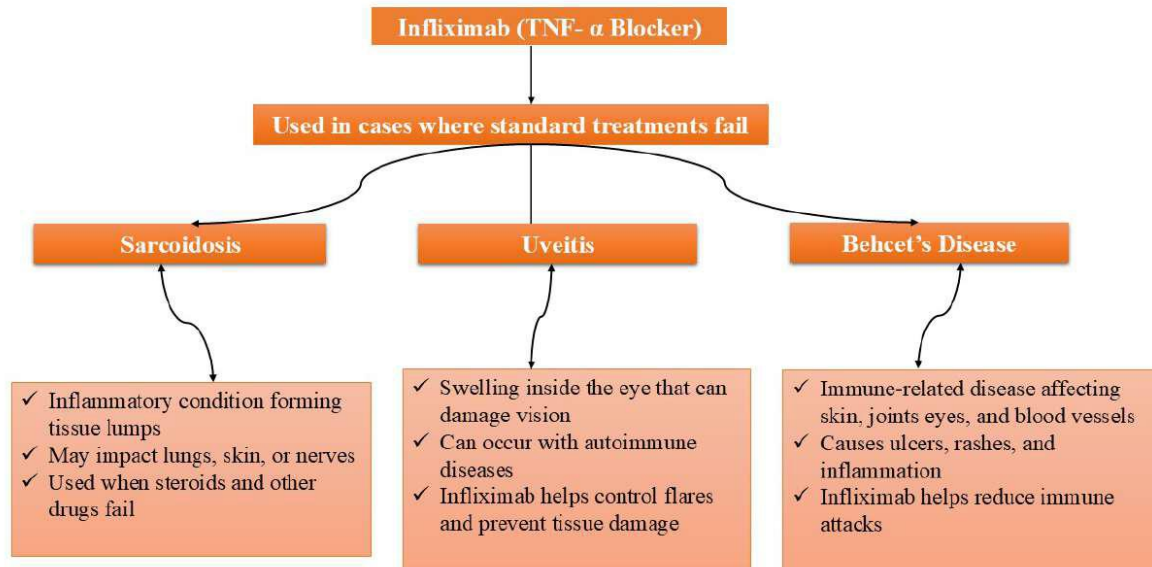 Infliximab (TNF- α Blocker)
Used in cases where standard treatments fail
Sarcoidosis
Uveitis
Behcet’s Disease
✓ Inflammatory condition forming
tissue lumps
✓ May impact lungs, skin, or nerves
✓ Used when steroids and other
drugs fail
✓ Swelling inside the eye that can
damage vision
✓ Can occur with autoimmune
diseases
✓ Infliximab helps control flares
and prevent tissue damage
✓ Immune-related disease affecting
skin, joints eyes, and blood vessels
✓ Causes ulcers, rashes, and
inflammation
✓ Infliximab helps reduce immune
attacks